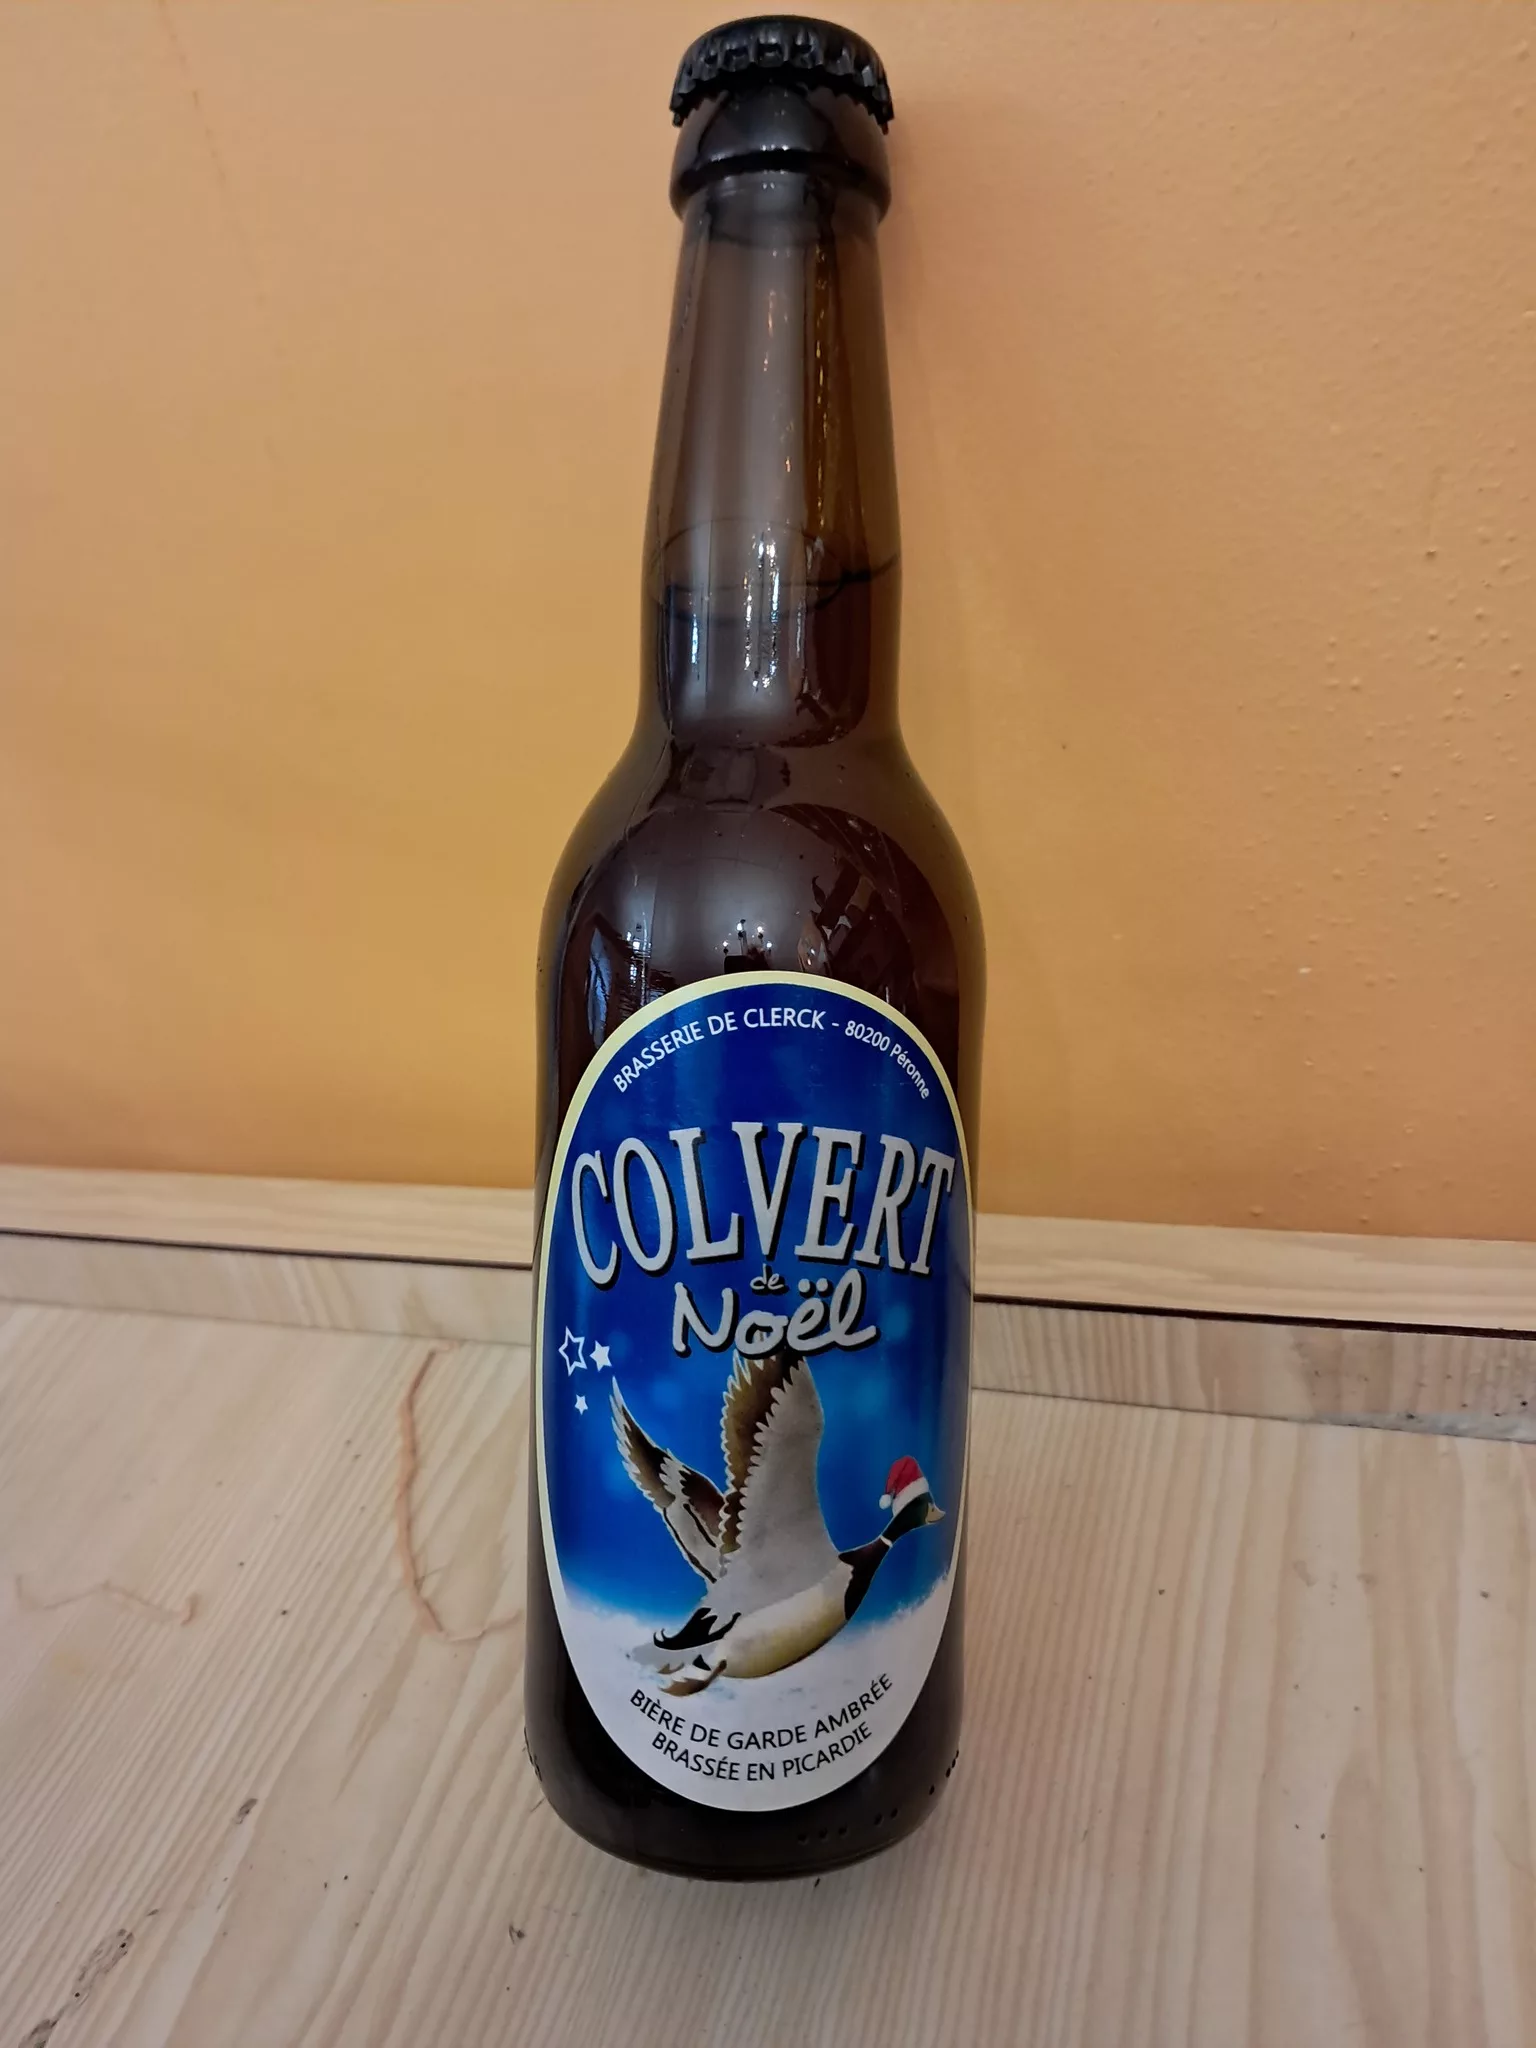 BRASSERIE DE CLERCK - 80200 Péronne
COLVERT
de
Noël
BIÈRE DE GARDE AMBRÉE
BRASSÉE EN PICARDIE